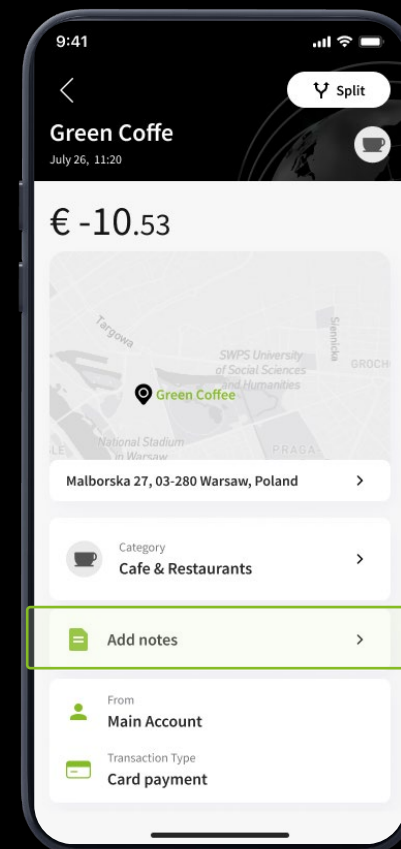 9:41
Split
Green Coffe
July 26, 11:20
€ -10.53
Targowa
Siennicka
SWPS University
of Social Sciences
and Humanities
GROCH
Green Coffee
National Stadium
in Warsaw
PRAGA
Malborska 27, 03-280 Warsaw, Poland
Category
Cafe & Restaurants
Add notes
From
Main Account
Transaction Type
Card payment